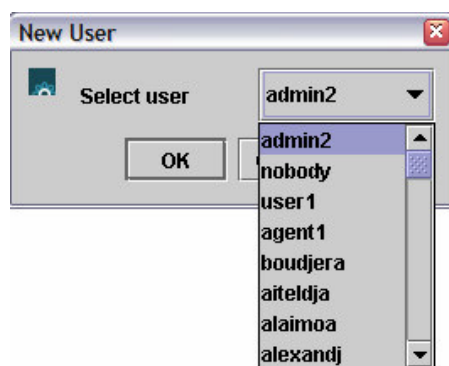 New User
Select user
admin2
OK
admin2
nobody
user1
agent1
boudjera
aiteldja
alaimoa
alexandj